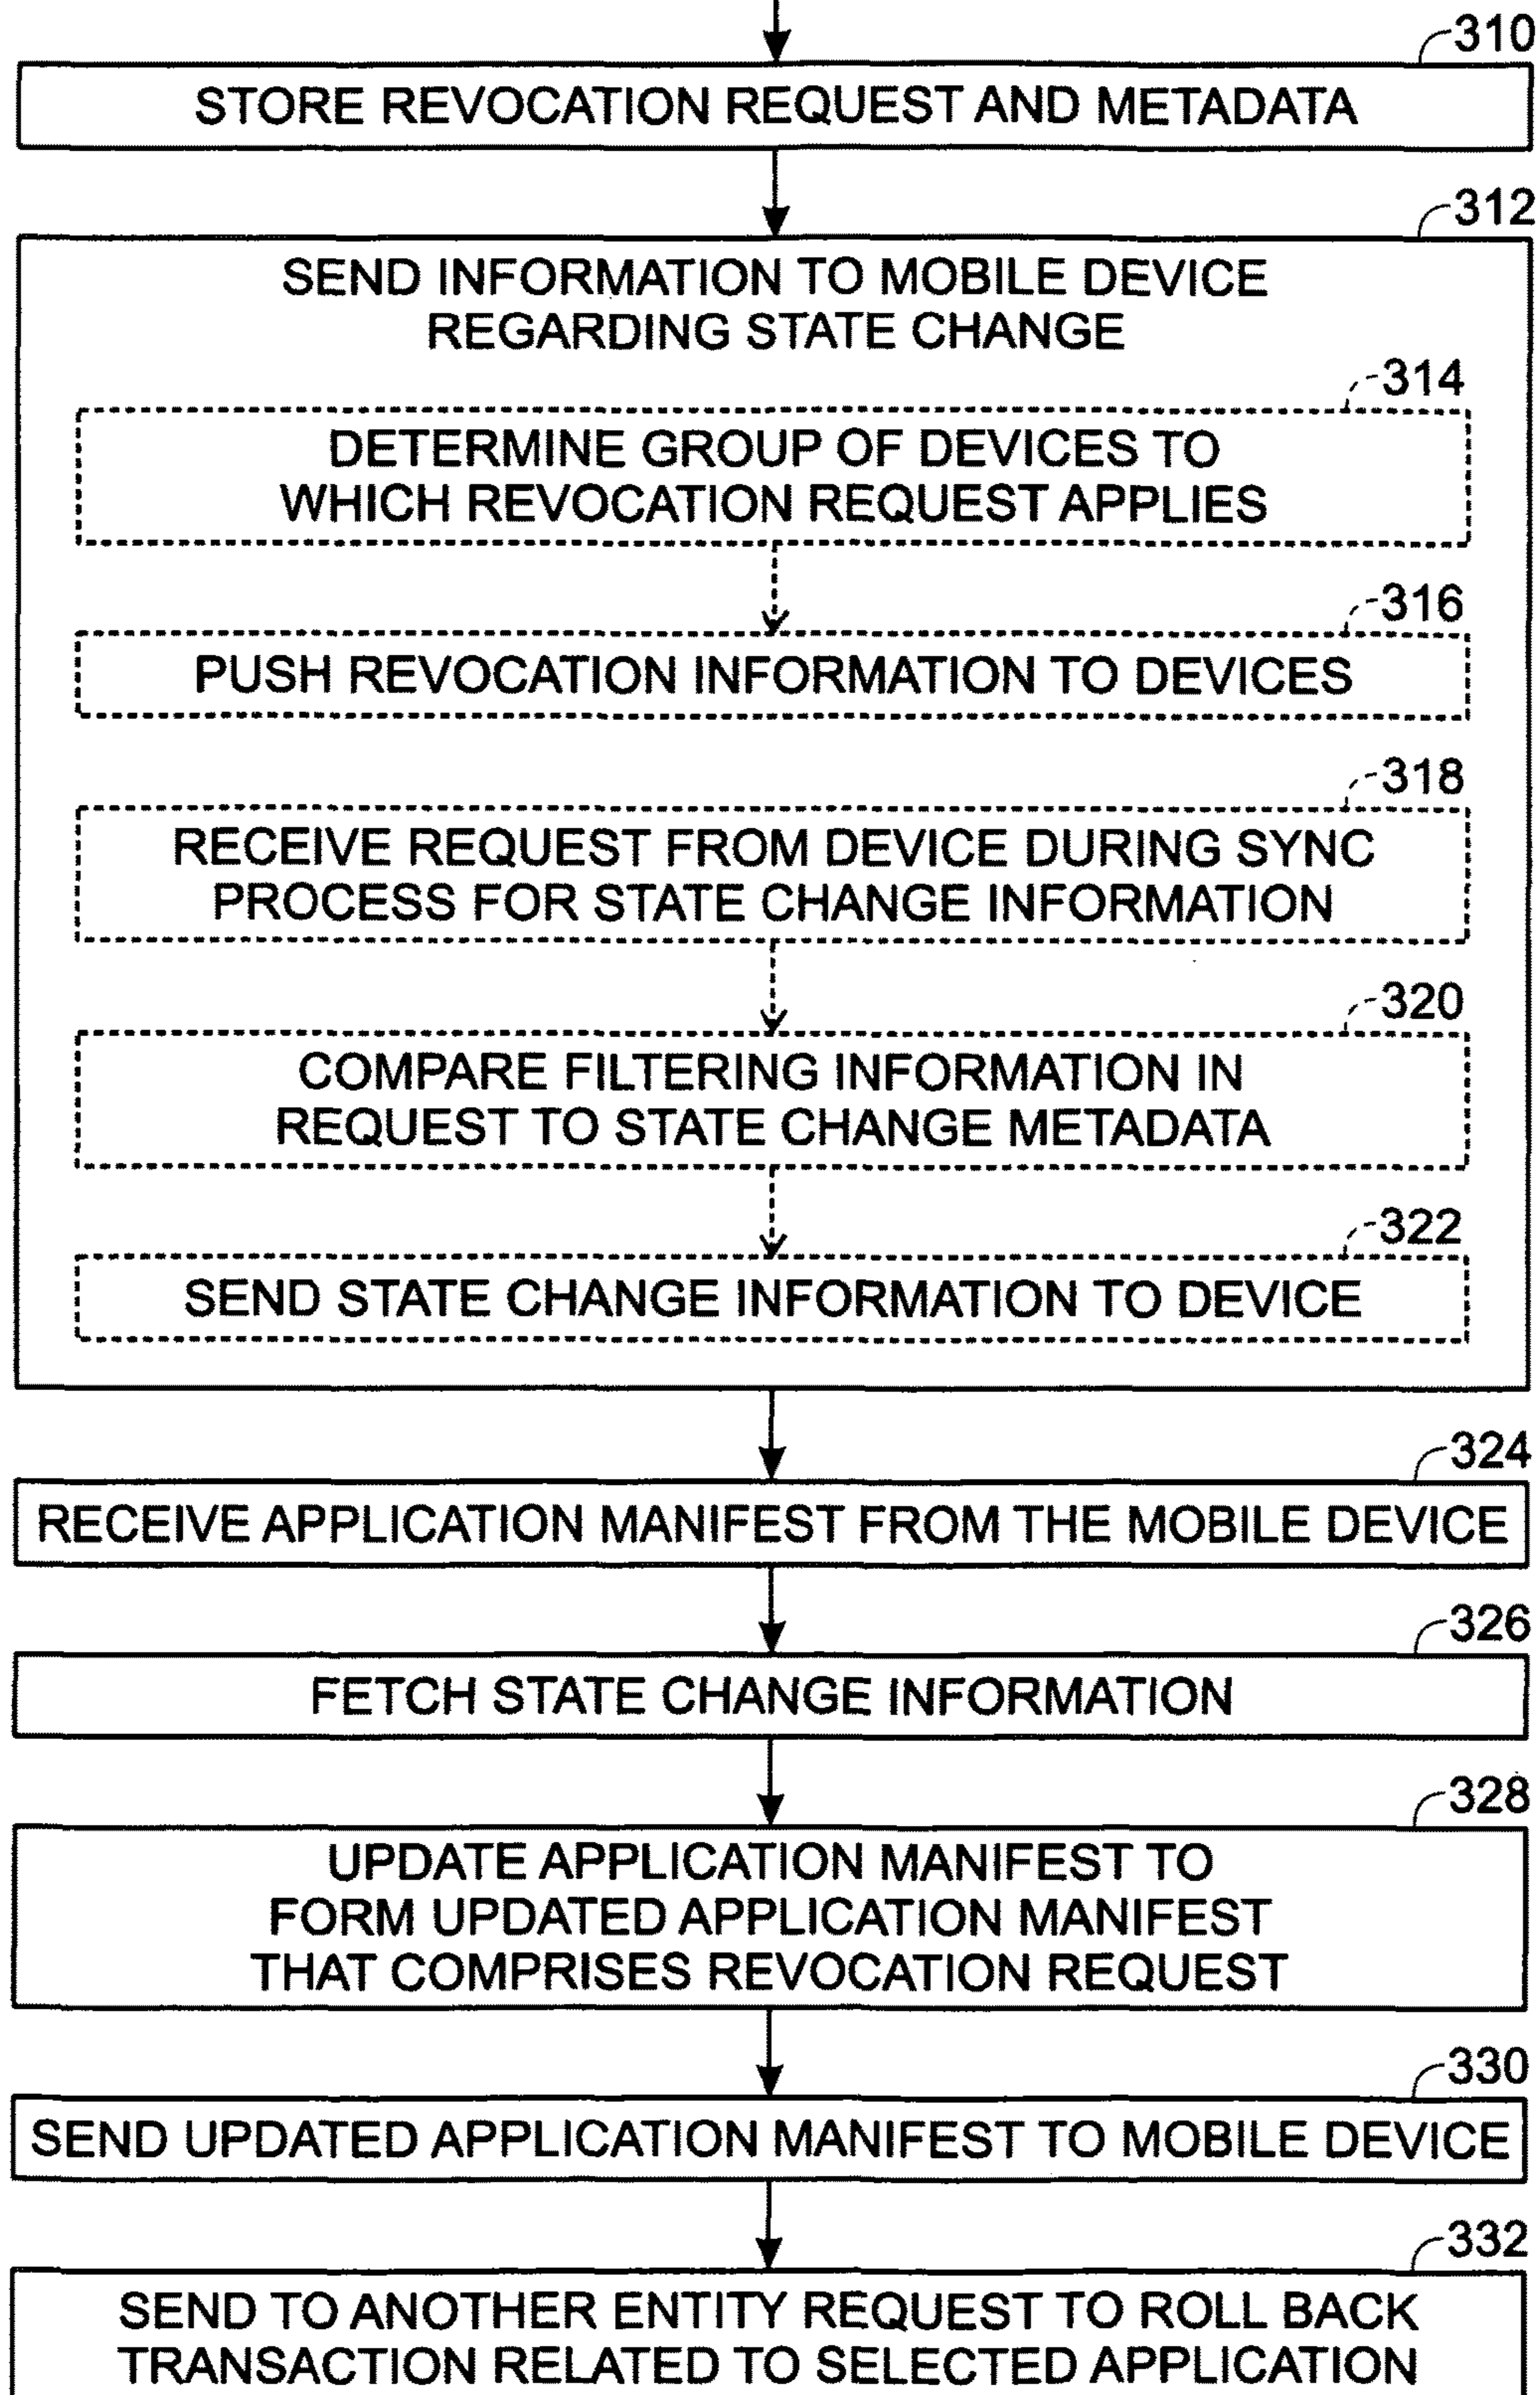 310
STORE REVOCATION REQUEST AND METADATA
312
SEND INFORMATION TO MOBILE DEVICE
REGARDING STATE CHANGE
314
DETERMINE GROUP OF DEVICES TO
WHICH REVOCATION REQUEST APPLIES
316
PUSH REVOCATION INFORMATION TO DEVICES
318
RECEIVE REQUEST FROM DEVICE DURING SYNC
PROCESS FOR STATE CHANGE INFORMATION
320
COMPARE FILTERING INFORMATION IN
REQUEST TO STATE CHANGE METADATA
322
SEND STATE CHANGE INFORMATION TO DEVICE
324
RECEIVE APPLICATION MANIFEST FROM THE MOBILE DEVICE
326
FETCH STATE CHANGE INFORMATION
328
UPDATE APPLICATION MANIFEST TO
FORM UPDATED APPLICATION MANIFEST
THAT COMPRISES REVOCATION REQUEST
330
SEND UPDATED APPLICATION MANIFEST TO MOBILE DEVICE
332
SEND TO ANOTHER ENTITY REQUEST TO ROLL BACK
TRANSACTION RELATED TO SELECTED APPLICATION